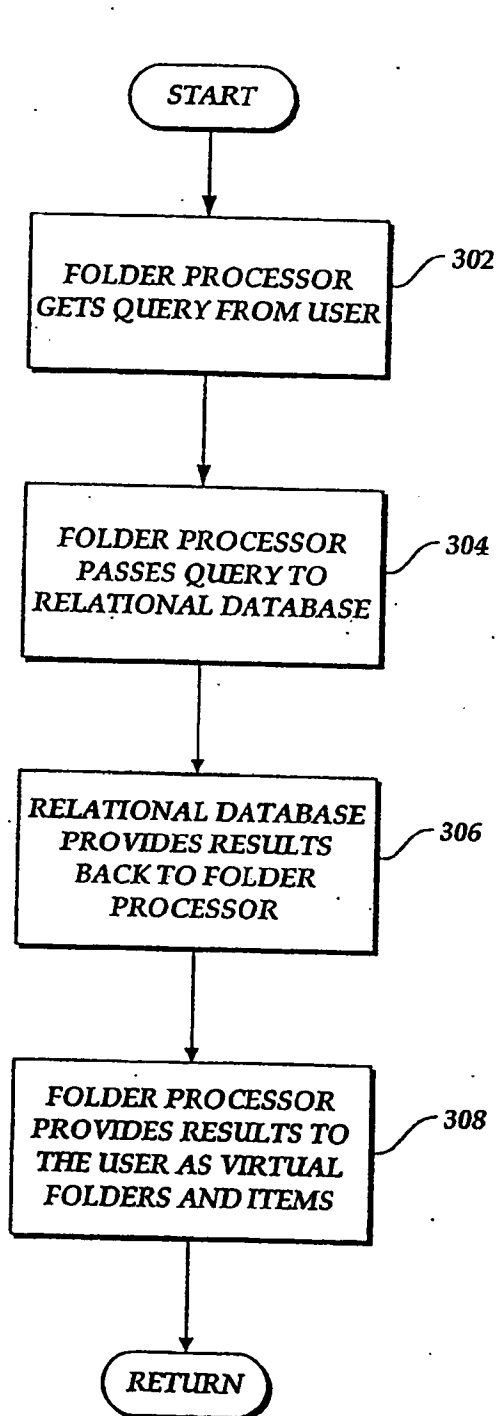 START
FOLDER PROCESSOR
GETS QUERY FROM USER
302
FOLDER PROCESSOR
PASSES QUERY TO
RELATIONAL DATABASE
304
RELATIONAL DATABASE
PROVIDES RESULTS
BACK TO FOLDER
PROCESSOR
306
FOLDER PROCESSOR
PROVIDES RESULTS TO
THE USER AS VIRTUAL
FOLDERS AND ITEMS
308
RETURN